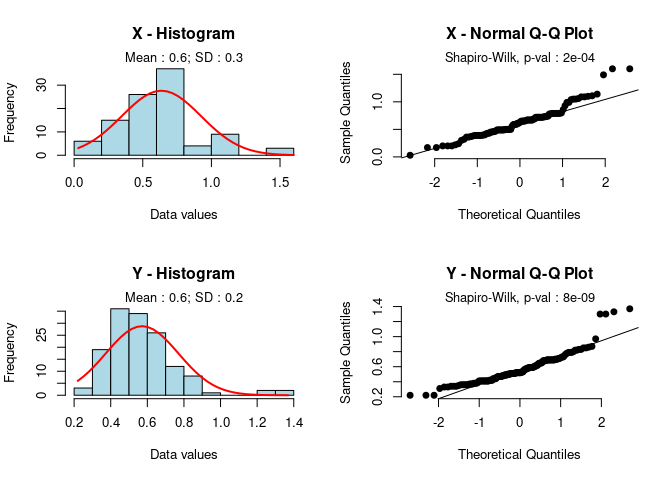 X - Histogram
Mean : 0.6; SD : 0.3
Frequency
0
10
30
0.0
0.5
1.0
1.5
Data values
X - Normal Q-Q Plot
Shapiro-Wilk, p-val : 2e-04
Sample Quantiles
0.0
1.0
-2
-1
0
1
2
Theoretical Quantiles
Y - Histogram
Mean : 0.6; SD : 0.2
Frequency
0
10
25
0.2
0.4
0.6
0.8
1.0
1.2
1.4
Data values
Y - Normal Q-Q Plot
Shapiro-Wilk, p-val : 8e-09
Sample Quantiles
0.2
0.6
1.0
1.4
-2
-1
0
1
2
Theoretical Quantiles